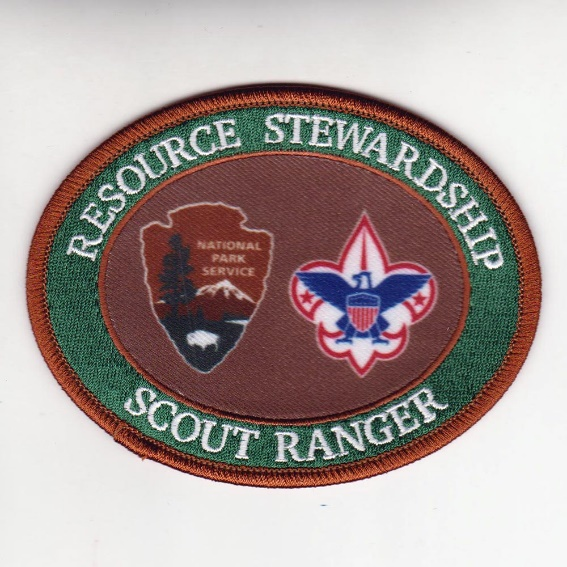 RESOURCE STEWARDSHIP
NATIONAL
PARK
SERVICE
SCOUT RANGER